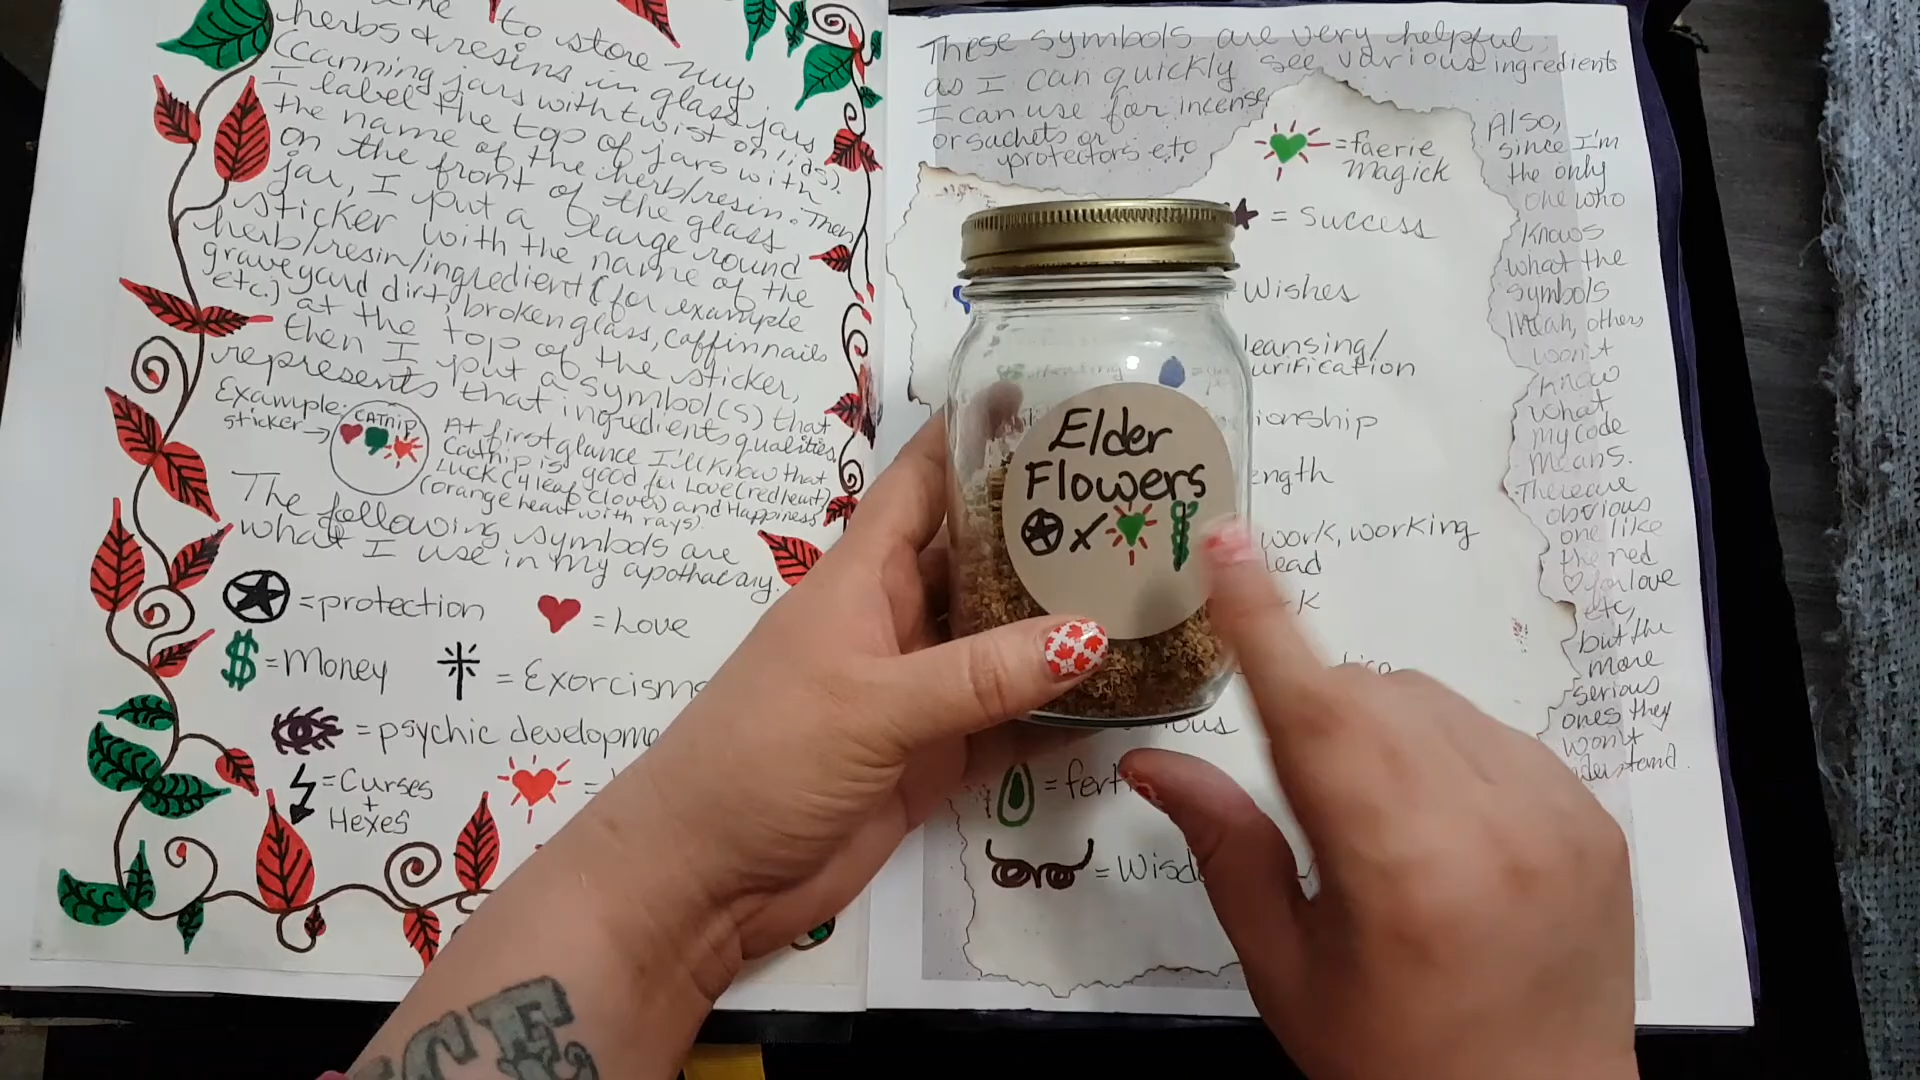 to store my
herbs & resins in glass jars
(canning jars with twist on lids).
I label the top of jars with
the name of the herb/resin. Then
on the front of the glass
jar, I put a large round
sticker with the name of the
herb/resin/ingredient (for example
graveyard dirt, broken glass, coffin nails
etc.) at the top of the sticker,
then I put a symbol(s) that
represents that ingredients qualities.
Example:
sticker →
CATnip
At first glance I'll know that
Catnip is good for Love (red heart)
Luck (4 leaf clover) and Happiness
(orange heart with rays).
The following symbols are
what I use in my apothacary.
= protection
= Love
$ = Money
= Exorcisms
= psychic developme
= Curses
+
Hexes
=
These symbols are very helpful
as I can quickly see various ingredients
I can use for incense
or sachets or
protectors etc
= faerie
Magick
= Success
Wishes
leansing/
urification
ionship
ength
work, working
ead
k
ous
= fert
= Wisd
Also,
since I'm
the only
one who
knows
what the
symbols
mean, others
won't
know
what
my code
means.
There are
obvious
one like
the red
♡ for love
etc,
but the
more
serious
ones they
won't
nderstand.
Elder
Flowers